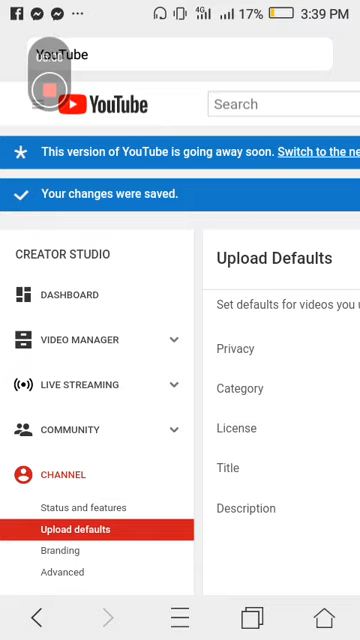 4G 17% 3:39 PM
YouTube
YouTube
Search
This version of YouTube is going away soon. Switch to the ne
Your changes were saved.
CREATOR STUDIO
Upload Defaults
DASHBOARD
Set defaults for videos you
VIDEO MANAGER
Privacy
LIVE STREAMING
Category
COMMUNITY
License
CHANNEL
Title
Status and features
Description
Upload defaults
Branding
Advanced